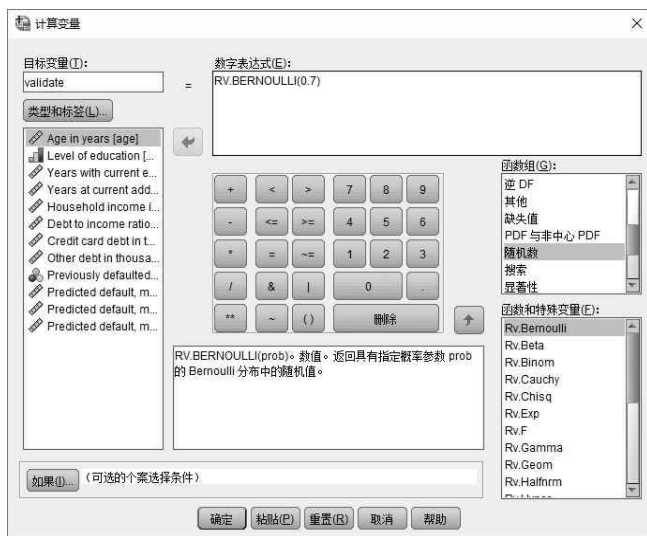 计算变量
目标变量(T):
validate
=
类型和标签(L)...
数字表达式(E):
RV.BERNOULLI(0.7)
Age in years [age]
Level of education [...
Years with current e...
Years at current add...
Household income i...
Debt to income ratio...
Credit card debt in t...
Other debt in thousa...
Previously defaulted...
Predicted default, m...
Predicted default, m...
Predicted default, m...
+ < > 7 8 9
- <= >= 4 5 6
* = ~= 1 2 3
/ & | 0 .
** ~ ( ) 删除
函数组(G):
逆 DF
其他
缺失值
PDF 与非中心 PDF
随机数
搜索
显著性
函数和特殊变量(F):
Rv.Bernoulli
Rv.Beta
Rv.Binom
Rv.Cauchy
Rv.Chisq
Rv.Exp
Rv.F
Rv.Gamma
Rv.Geom
Rv.Halfnrm
RV.BERNOULLI(prob)。数值。返回具有指定概率参数 prob
的 Bernoulli 分布中的随机值。
如果(I)... (可选的个案选择条件)
确定 粘贴(P) 重置(R) 取消 帮助